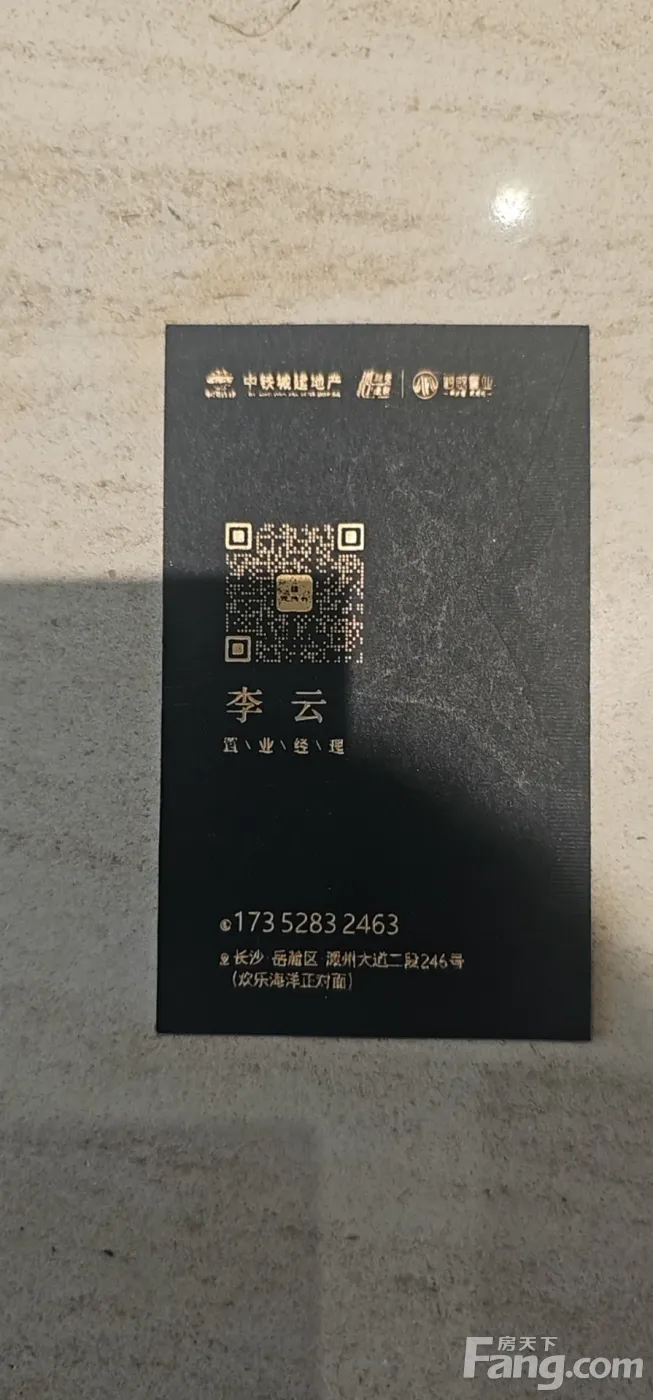 中铁城建地产
李云
置\业\经\理
173 5283 2463
长沙 岳麓区 潇州大道二段246号
(欢乐海洋正对面)
房天下
Fang.com